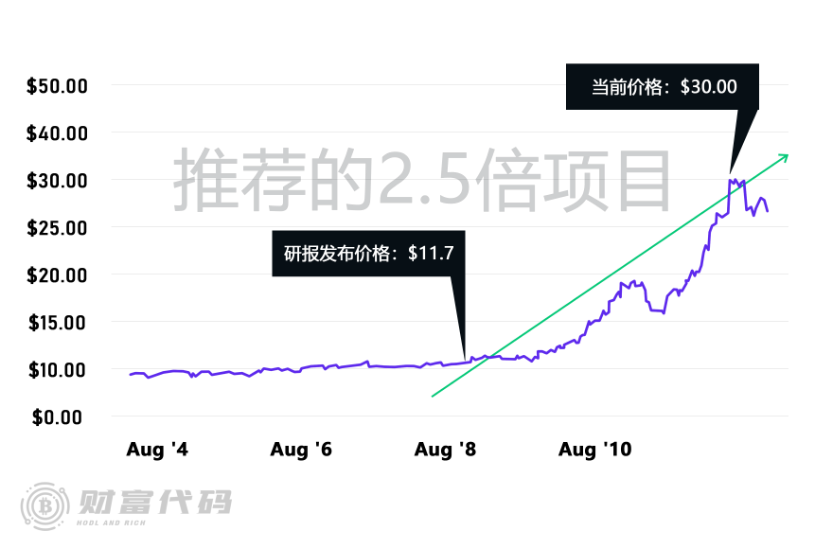 $50.00
当前价格：$30.00
$40.00
推荐的2.5倍项目
$30.00
$25.00
研报发布价格：$11.7
$20.00
$15.00
$10.00
$0.00
Aug '4
Aug '6
Aug '8
Aug '10
财富代码
HODL AND RICH